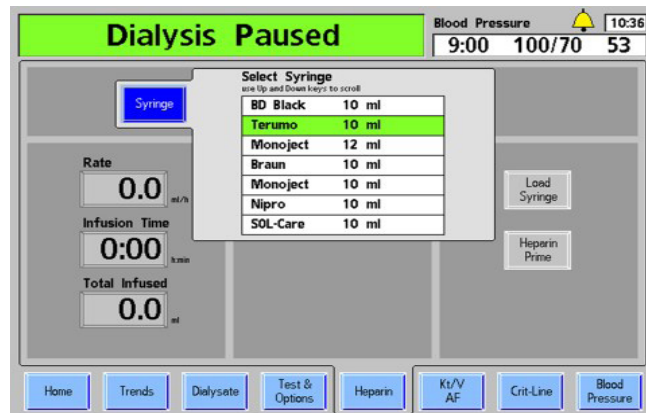 Dialysis Paused
Blood Pressure
10:36
9:00 100/70 53
Syringe
Select Syringe
use Up and Down keys to scroll
BD Black 10 ml
Terumo 10 ml
Monoject 12 ml
Braun 10 ml
Monoject 10 ml
Nipro 10 ml
SOL-Care 10 ml
Rate
0.0 ml/h
Infusion Time
0:00 h:min
Total Infused
0.0 ml
Load
Syringe
Heparin
Prime
Home
Trends
Dialysate
Test &
Options
Heparin
Kt/V
AF
Crit-Line
Blood
Pressure